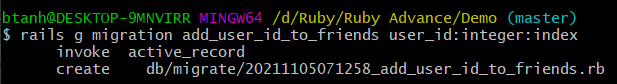 btanh@DESKTOP-9MNVIRR MINGW64 /d/Ruby/Ruby Advance/Demo (master)
$ rails g migration add_user_id_to_friends user_id:integer:index
      invoke  active_record
      create    db/migrate/20211105071258_add_user_id_to_friends.rb